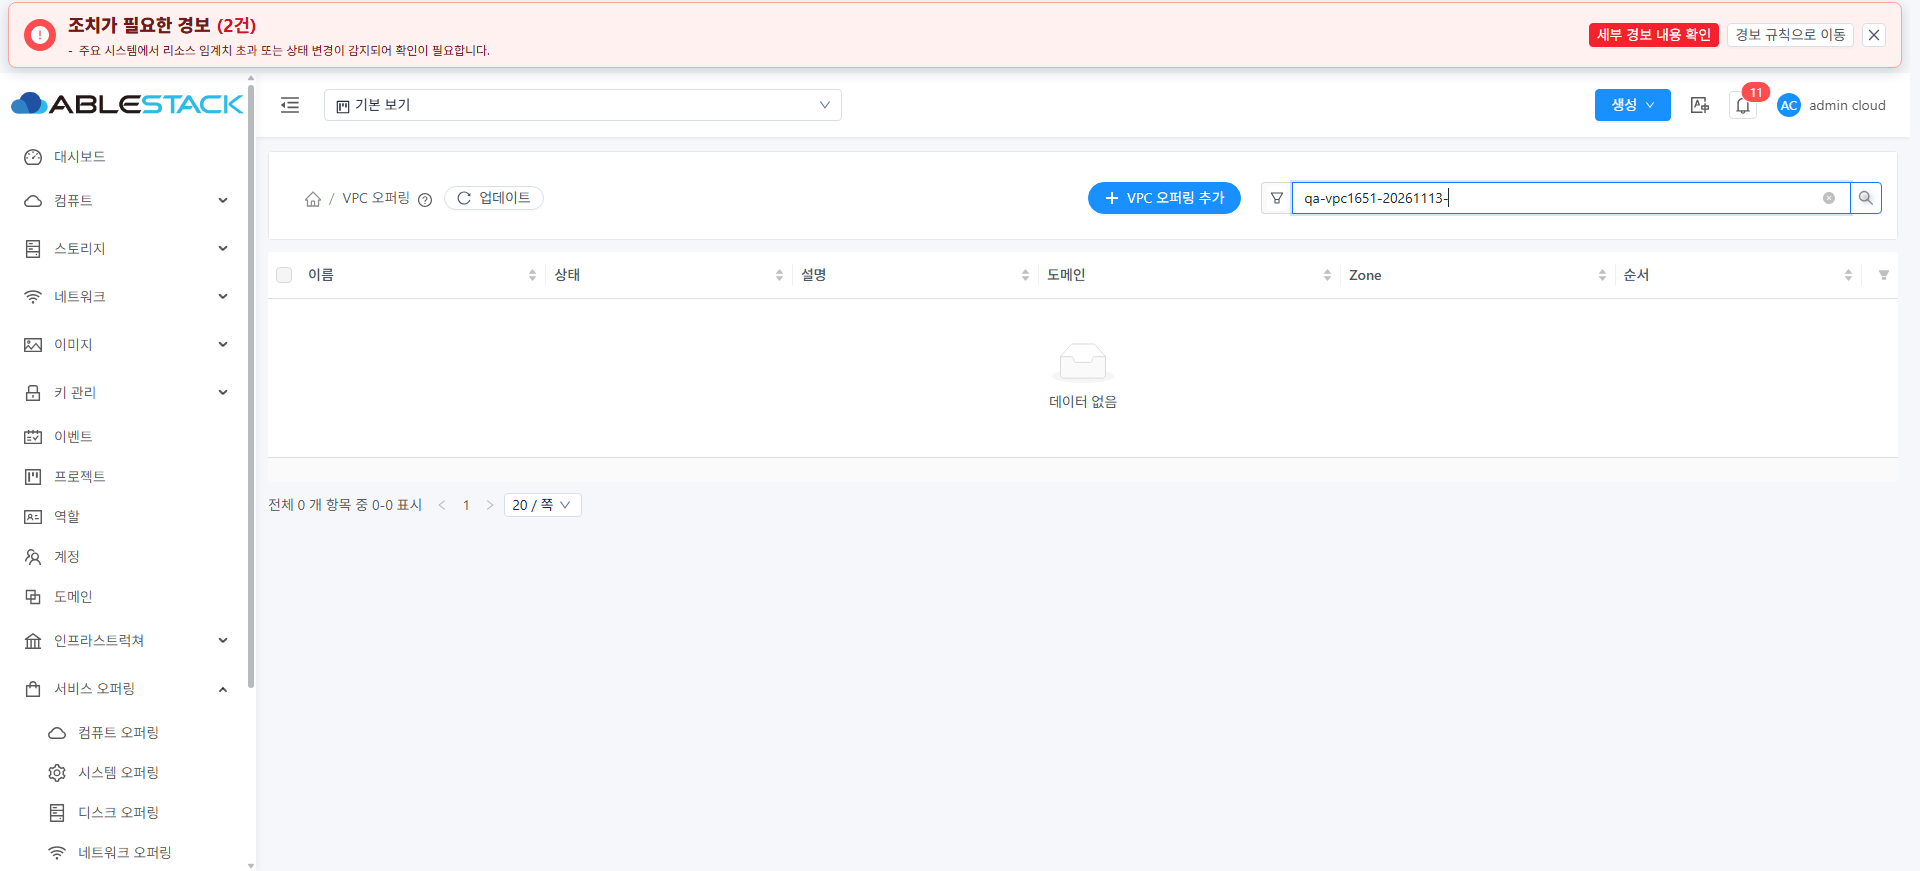 조치가 필요한 경보 (2건)
- 주요 시스템에서 리소스 임계치 초과 또는 상태 변경이 감지되어 확인이 필요합니다.
세부 경보 내용 확인
경보 규칙으로 이동
ABLESTACK
기본 보기
생성
11
AC
admin cloud
대시보드
컴퓨트
스토리지
네트워크
이미지
키 관리
이벤트
프로젝트
역할
계정
도메인
인프라스트럭쳐
서비스 오퍼링
컴퓨트 오퍼링
시스템 오퍼링
디스크 오퍼링
네트워크 오퍼링
/ VPC 오퍼링
업데이트
VPC 오퍼링 추가
qa-vpc1651-20261113-
이름 상태 설명 도메인 Zone 순서
데이터 없음
전체 0 개 항목 중 0-0 표시 < 1 > 20 / 쪽